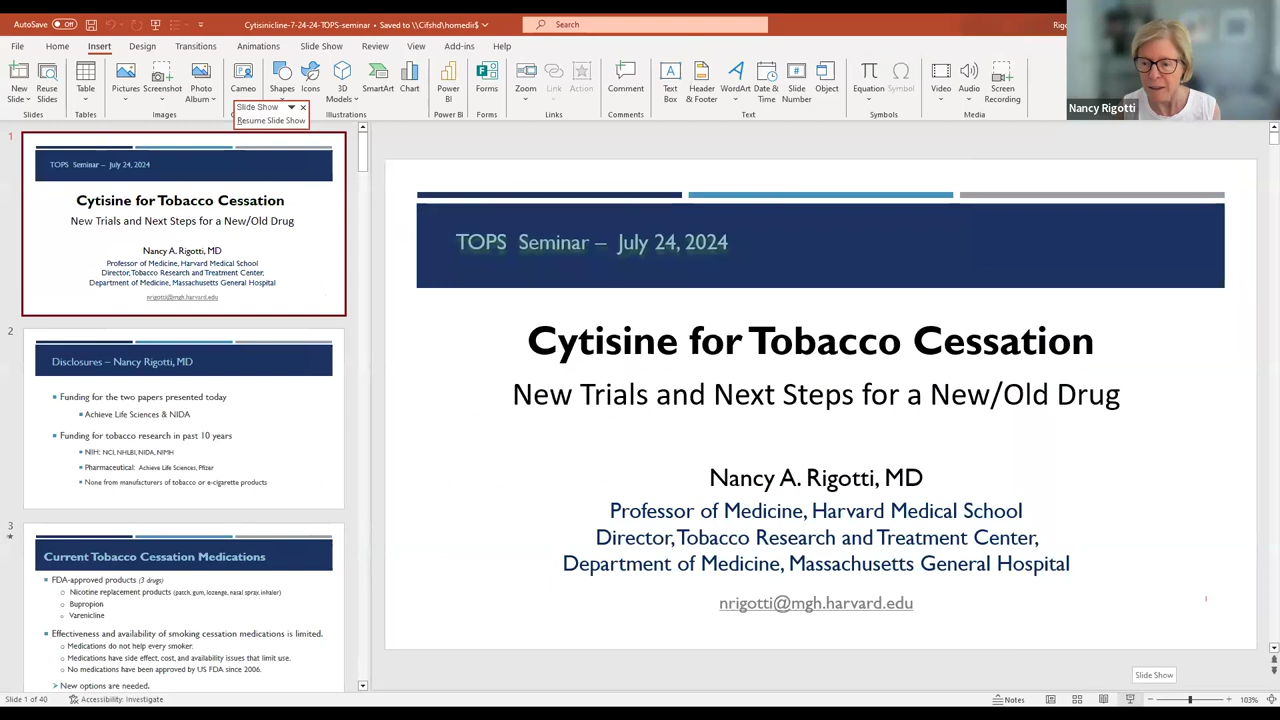 AutoSave Off Cytisinicline-7-24-24-TOPS-seminar • Saved to \\Cifshd\homedir$ Search
File Home Insert Design Transitions Animations Slide Show Review View Add-ins Help
New Slide Reuse Slides Table Pictures Screenshot Photo Album Cameo Shapes Icons 3D Models SmartArt Chart Power BI Forms Zoom Link Action Comment Text Box Header & Footer WordArt Date & Time Slide Number Object Equation Symbol Video Audio Screen Recording
Slides Tables Images Illustrations Power BI Forms Links Comments Text Symbols Media
Slide Show
Resume Slide Show
Nancy Rigotti
1
TOPS Seminar – July 24, 2024
Cytisine for Tobacco Cessation
New Trials and Next Steps for a New/Old Drug
Nancy A. Rigotti, MD
Professor of Medicine, Harvard Medical School
Director, Tobacco Research and Treatment Center,
Department of Medicine, Massachusetts General Hospital
nrigotti@mgh.harvard.edu
2
Disclosures – Nancy Rigotti, MD
Funding for the two papers presented today
Achieve Life Sciences & NIDA
Funding for tobacco research in past 10 years
NIH: NCI, NHLBI, NIDA, NIMH
Pharmaceutical: Achieve Life Sciences, Pfizer
None from manufacturers of tobacco or e-cigarette products
3
Current Tobacco Cessation Medications
FDA-approved products (3 drugs)
Nicotine replacement products (patch, gum, lozenge, nasal spray, inhaler)
Bupropion
Varenicline
Effectiveness and availability of smoking cessation medications is limited.
Medications do not help every smoker.
Medications have side effect, cost, and availability issues that limit use.
No medications have been approved by US FDA since 2006.
New options are needed.
TOPS Seminar – July 24, 2024
Cytisine for Tobacco Cessation
New Trials and Next Steps for a New/Old Drug
Nancy A. Rigotti, MD
Professor of Medicine, Harvard Medical School
Director, Tobacco Research and Treatment Center,
Department of Medicine, Massachusetts General Hospital
nrigotti@mgh.harvard.edu
Slide Show
Slide 1 of 40 Accessibility: Investigate Notes 103%